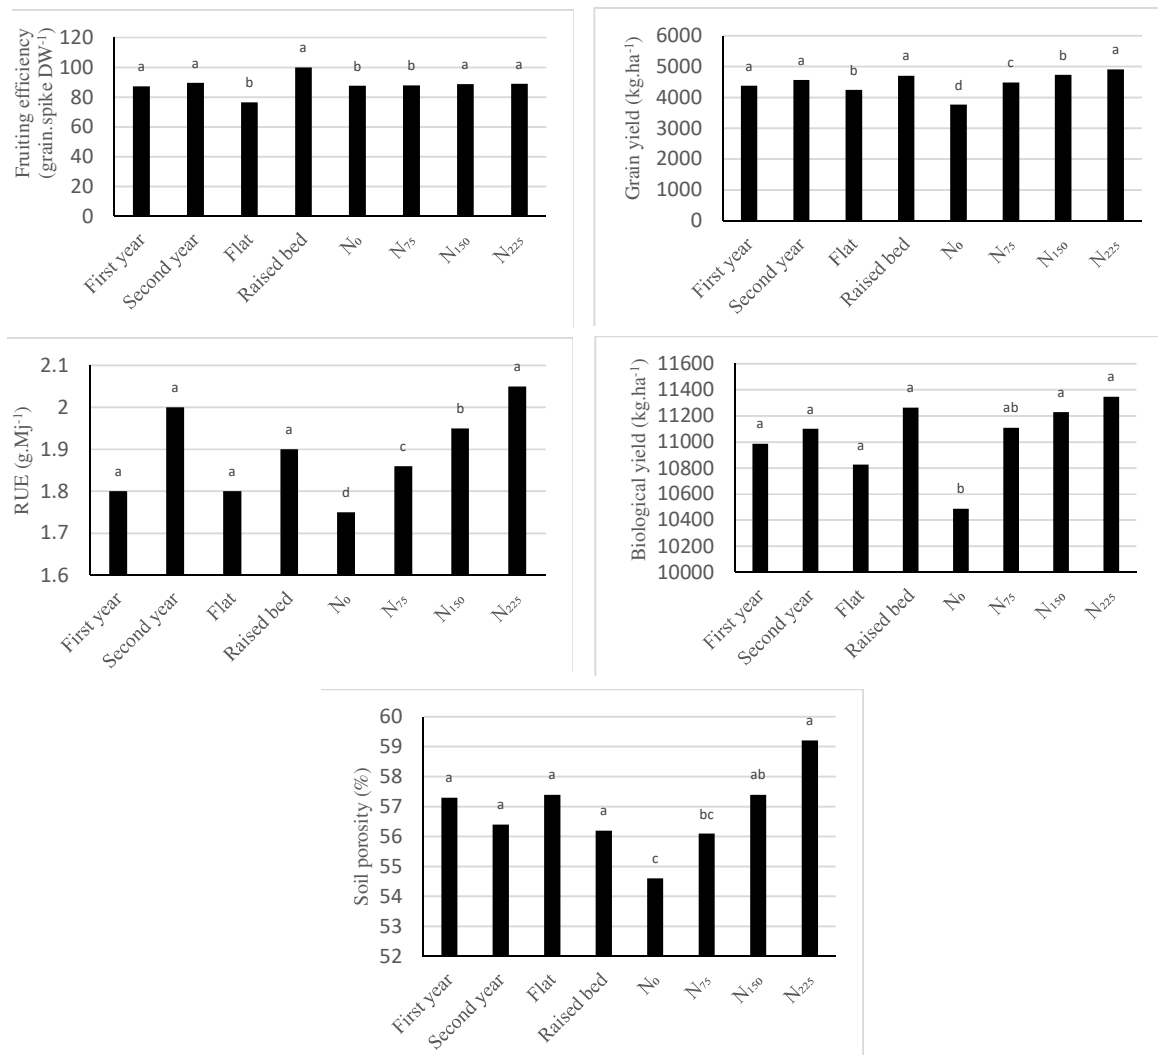 Fruiting efficiency
(grain.spike DW⁻¹)
120
100
80
60
40
20
0
a
a
b
a
b
b
a
a
First year
Second year
Flat
Raised bed
N₀
N₇₅
N₁₅₀
N₂₂₅
Grain yield (kg.ha⁻¹)
6000
5000
4000
3000
2000
1000
0
a
a
b
a
d
c
b
a
First year
Second year
Flat
Raised bed
N₀
N₇₅
N₁₅₀
N₂₂₅
RUE (g.Mj⁻¹)
2.1
2
1.9
1.8
1.7
1.6
a
a
a
a
d
c
b
a
First year
Second year
Flat
Raised bed
N₀
N₇₅
N₁₅₀
N₂₂₅
Biological yield (kg.ha⁻¹)
11600
11400
11200
11000
10800
10600
10400
10200
10000
a
a
a
a
b
ab
a
a
First year
Second year
Flat
Raised bed
N₀
N₇₅
N₁₅₀
N₂₂₅
Soil porosity (%)
60
59
58
57
56
55
54
53
52
a
a
a
a
c
bc
ab
a
First year
Second year
Flat
Raised bed
N₀
N₇₅
N₁₅₀
N₂₂₅